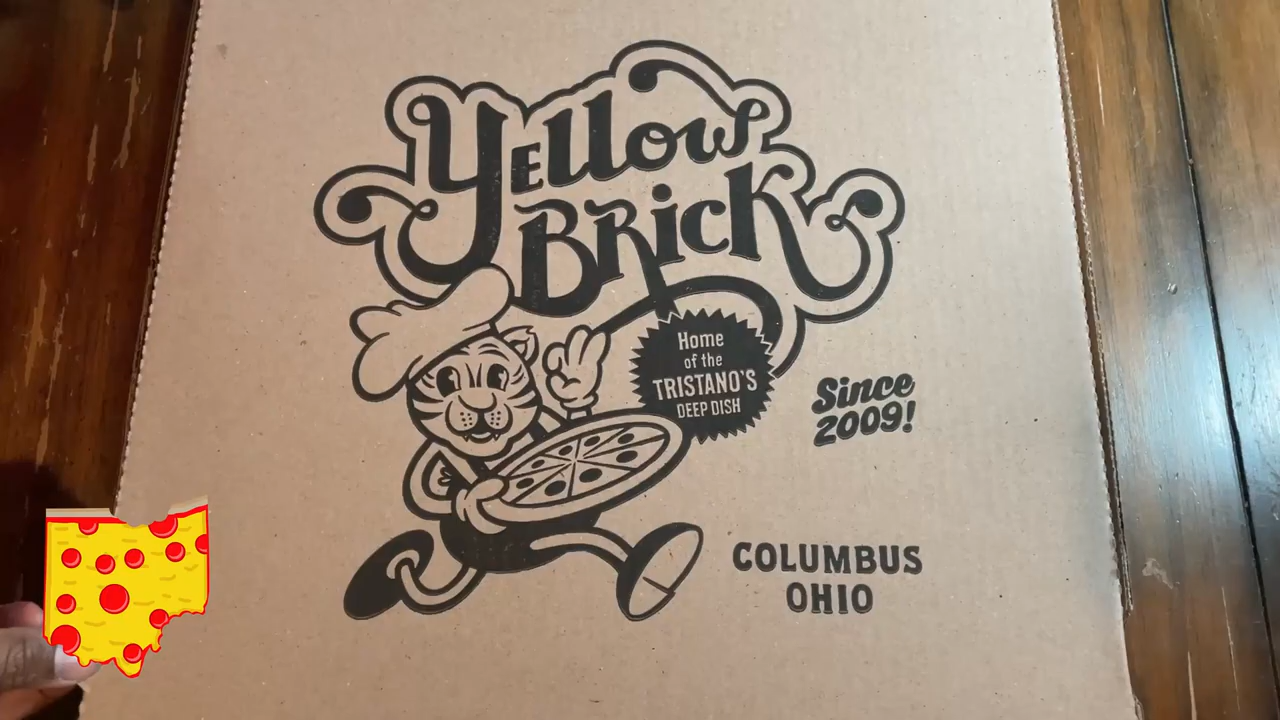 Yellow
Brick
Home
of the
TRISTANO'S
DEEP DISH
Since
2009!
COLUMBUS
OHIO